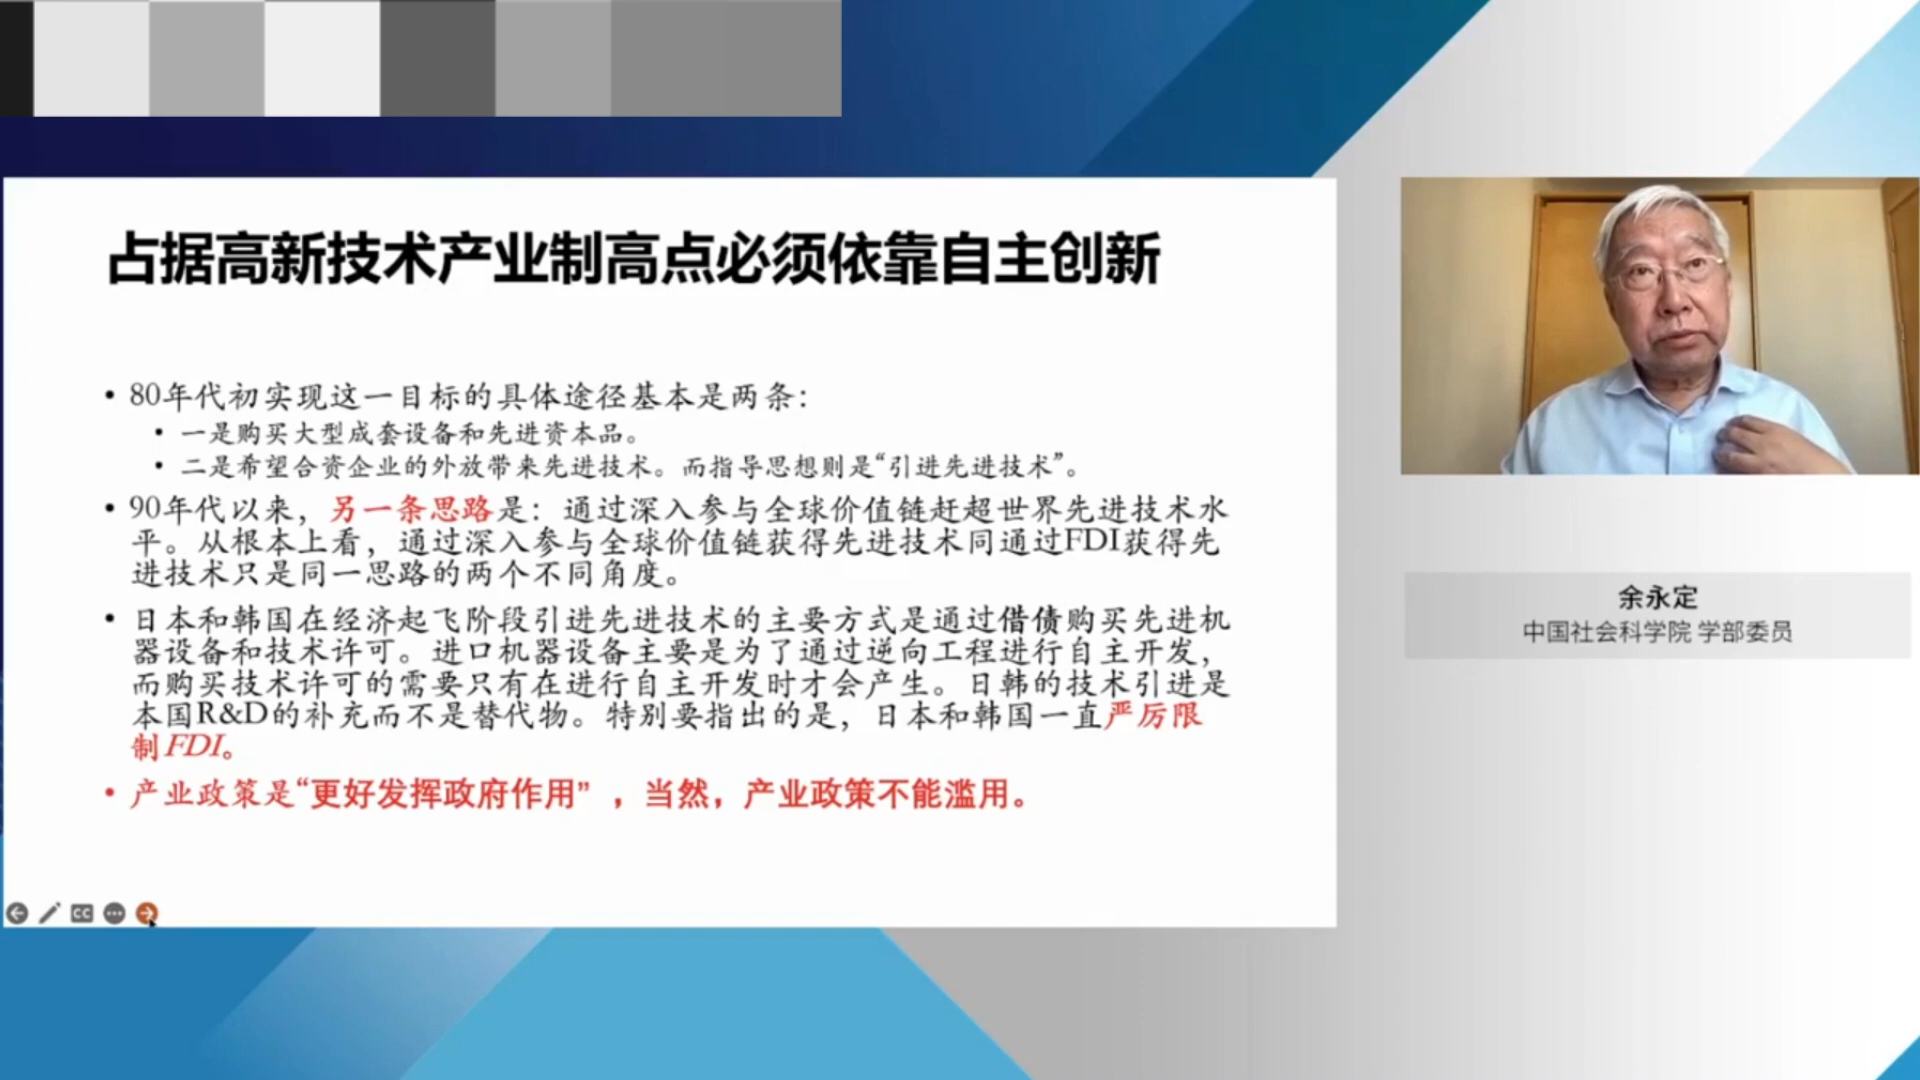 占据高新技术产业制高点必须依靠自主创新
• 80年代初实现这一目标的具体途径基本是两条：
• 一是购买大型成套设备和先进资本品。
• 二是希望合资企业的外放带来先进技术。而指导思想则是“引进先进技术”。
• 90年代以来，另一条思路是：通过深入参与全球价值链赶超世界先进技术水
平。从根本上看，通过深入参与全球价值链获得先进技术同通过FDI获得先
进技术只是同一思路的两个不同角度。
• 日本和韩国在经济起飞阶段引进先进技术的主要方式是通过借债购买先进机
器设备和技术许可。进口机器设备主要是为了通过逆向工程进行自主开发，
而购买技术许可的需要只有在进行自主开发时才会产生。日韩的技术引进是
本国R&D的补充而不是替代物。特别要指出的是，日本和韩国一直严厉限
制FDI。
• 产业政策是“更好发挥政府作用”，当然，产业政策不能滥用。
CC
余永定
中国社会科学院 学部委员